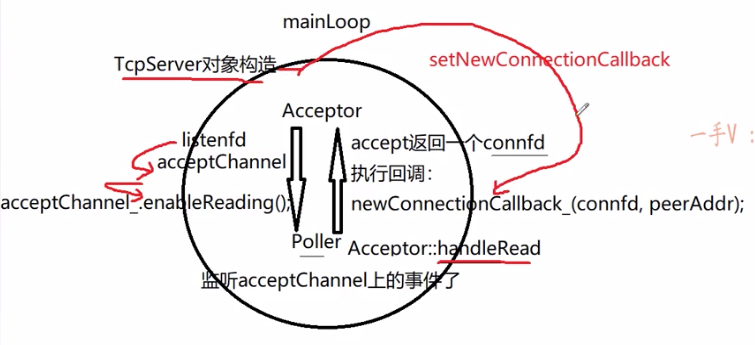 mainLoop
TcpServer对象构造
setNewConnectionCallback
Acceptor
listenfd
acceptChannel
accept返回一个connfd
执行回调：
acceptChannel_.enableReading();
newConnectionCallback_(connfd, peerAddr);
Poller
Acceptor::handleRead
监听acceptChannel上的事件了
一手V：